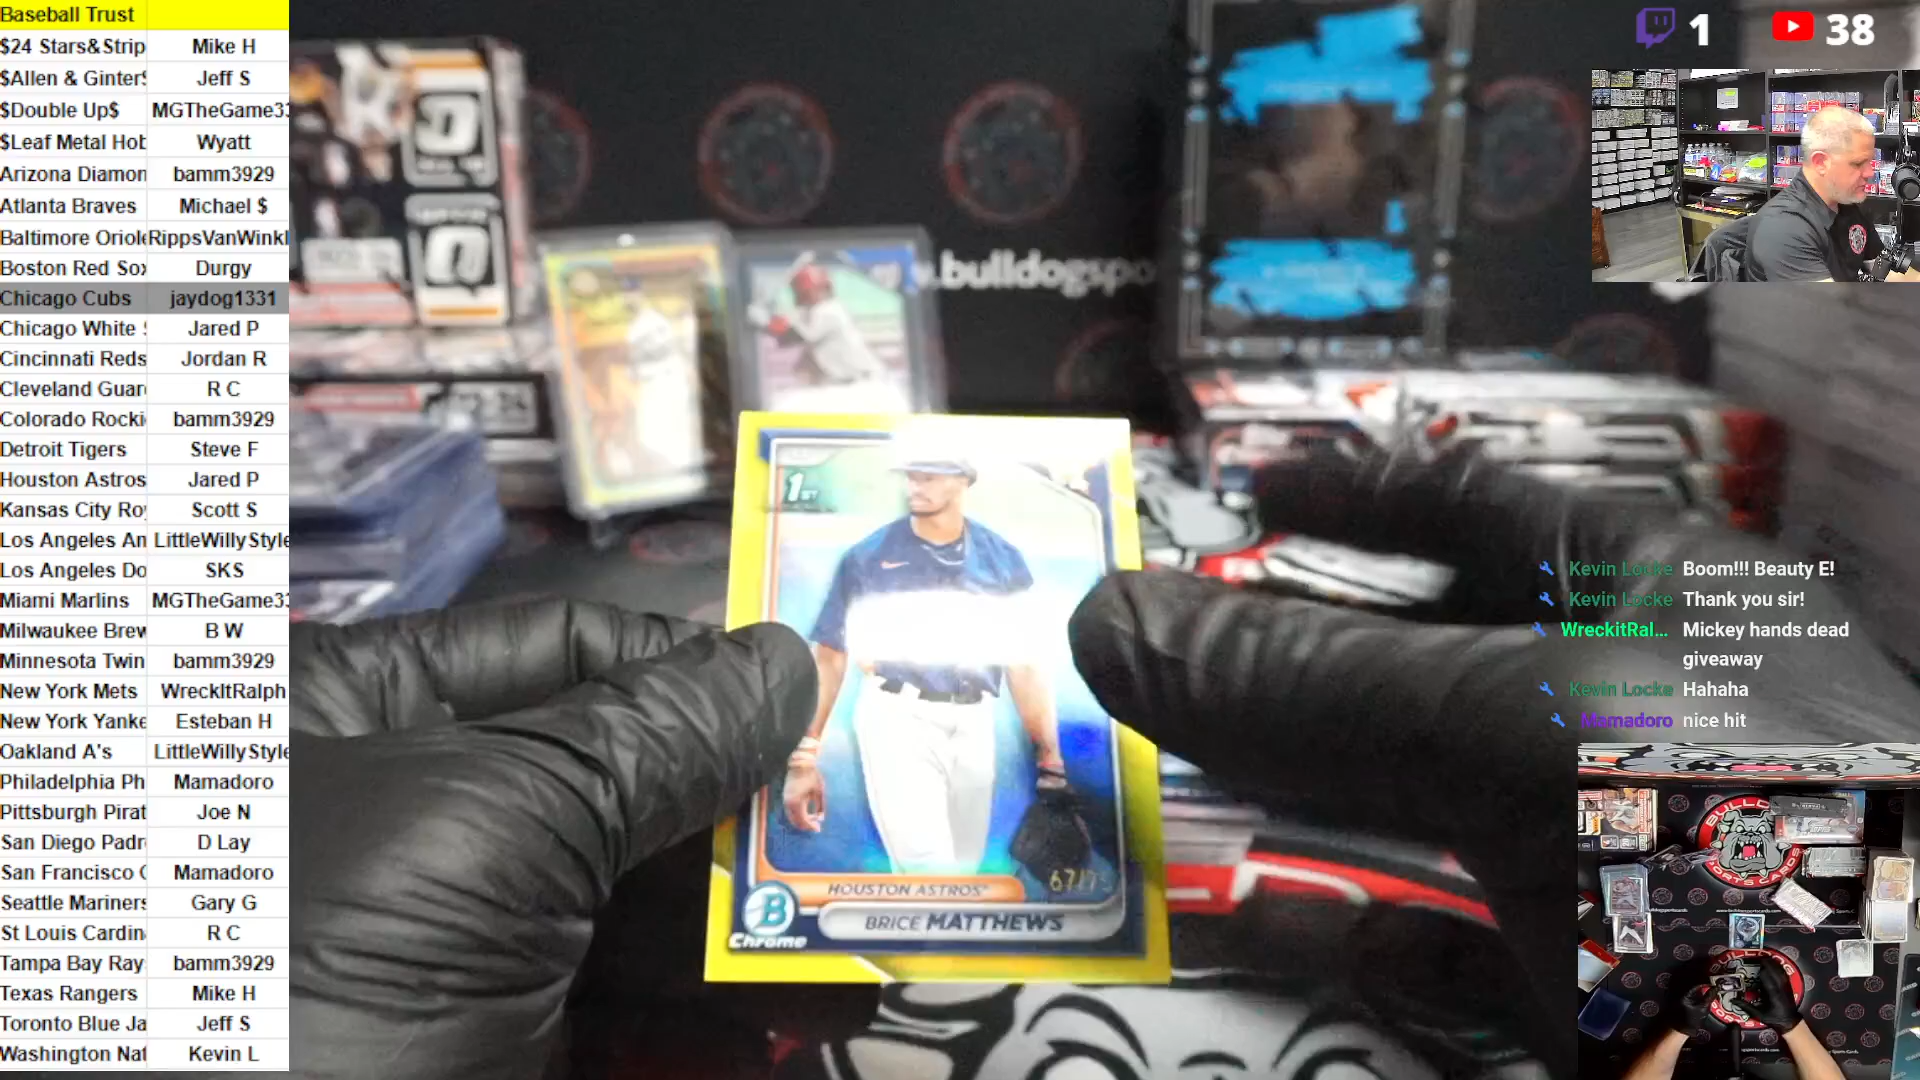 Baseball Trust
$24 Stars&Strip Mike H
$Allen & Ginter$ Jeff S
$Double Up$ MGTheGame33
$Leaf Metal Hob Wyatt
Arizona Diamon bamm3929
Atlanta Braves Michael $
Baltimore Oriole RippsVanWinkl
Boston Red Sox Durgy
Chicago Cubs jaydog1331
Chicago White S Jared P
Cincinnati Reds Jordan R
Cleveland Guar R C
Colorado Rocki bamm3929
Detroit Tigers Steve F
Houston Astros Jared P
Kansas City Roy Scott S
Los Angeles An LittleWillyStyle
Los Angeles Do SKS
Miami Marlins MGTheGame33
Milwaukee Brew B W
Minnesota Twin bamm3929
New York Mets WreckItRalph
New York Yanke Esteban H
Oakland A's LittleWillyStyle
Philadelphia Ph Mamadoro
Pittsburgh Pirat Joe N
San Diego Padr D Lay
San Francisco G Mamadoro
Seattle Mariners Gary G
St Louis Cardin R C
Tampa Bay Ray bamm3929
Texas Rangers Mike H
Toronto Blue Ja Jeff S
Washington Nat Kevin L
.bulldogspo
1ST
HOUSTON ASTROS
BRICE MATTHEWS
B
Chrome
1
38
Kevin Locke Boom!!! Beauty E!
Kevin Locke Thank you sir!
WreckitRal... Mickey hands dead
giveaway
Kevin Locke Hahaha
Mamadoro nice hit